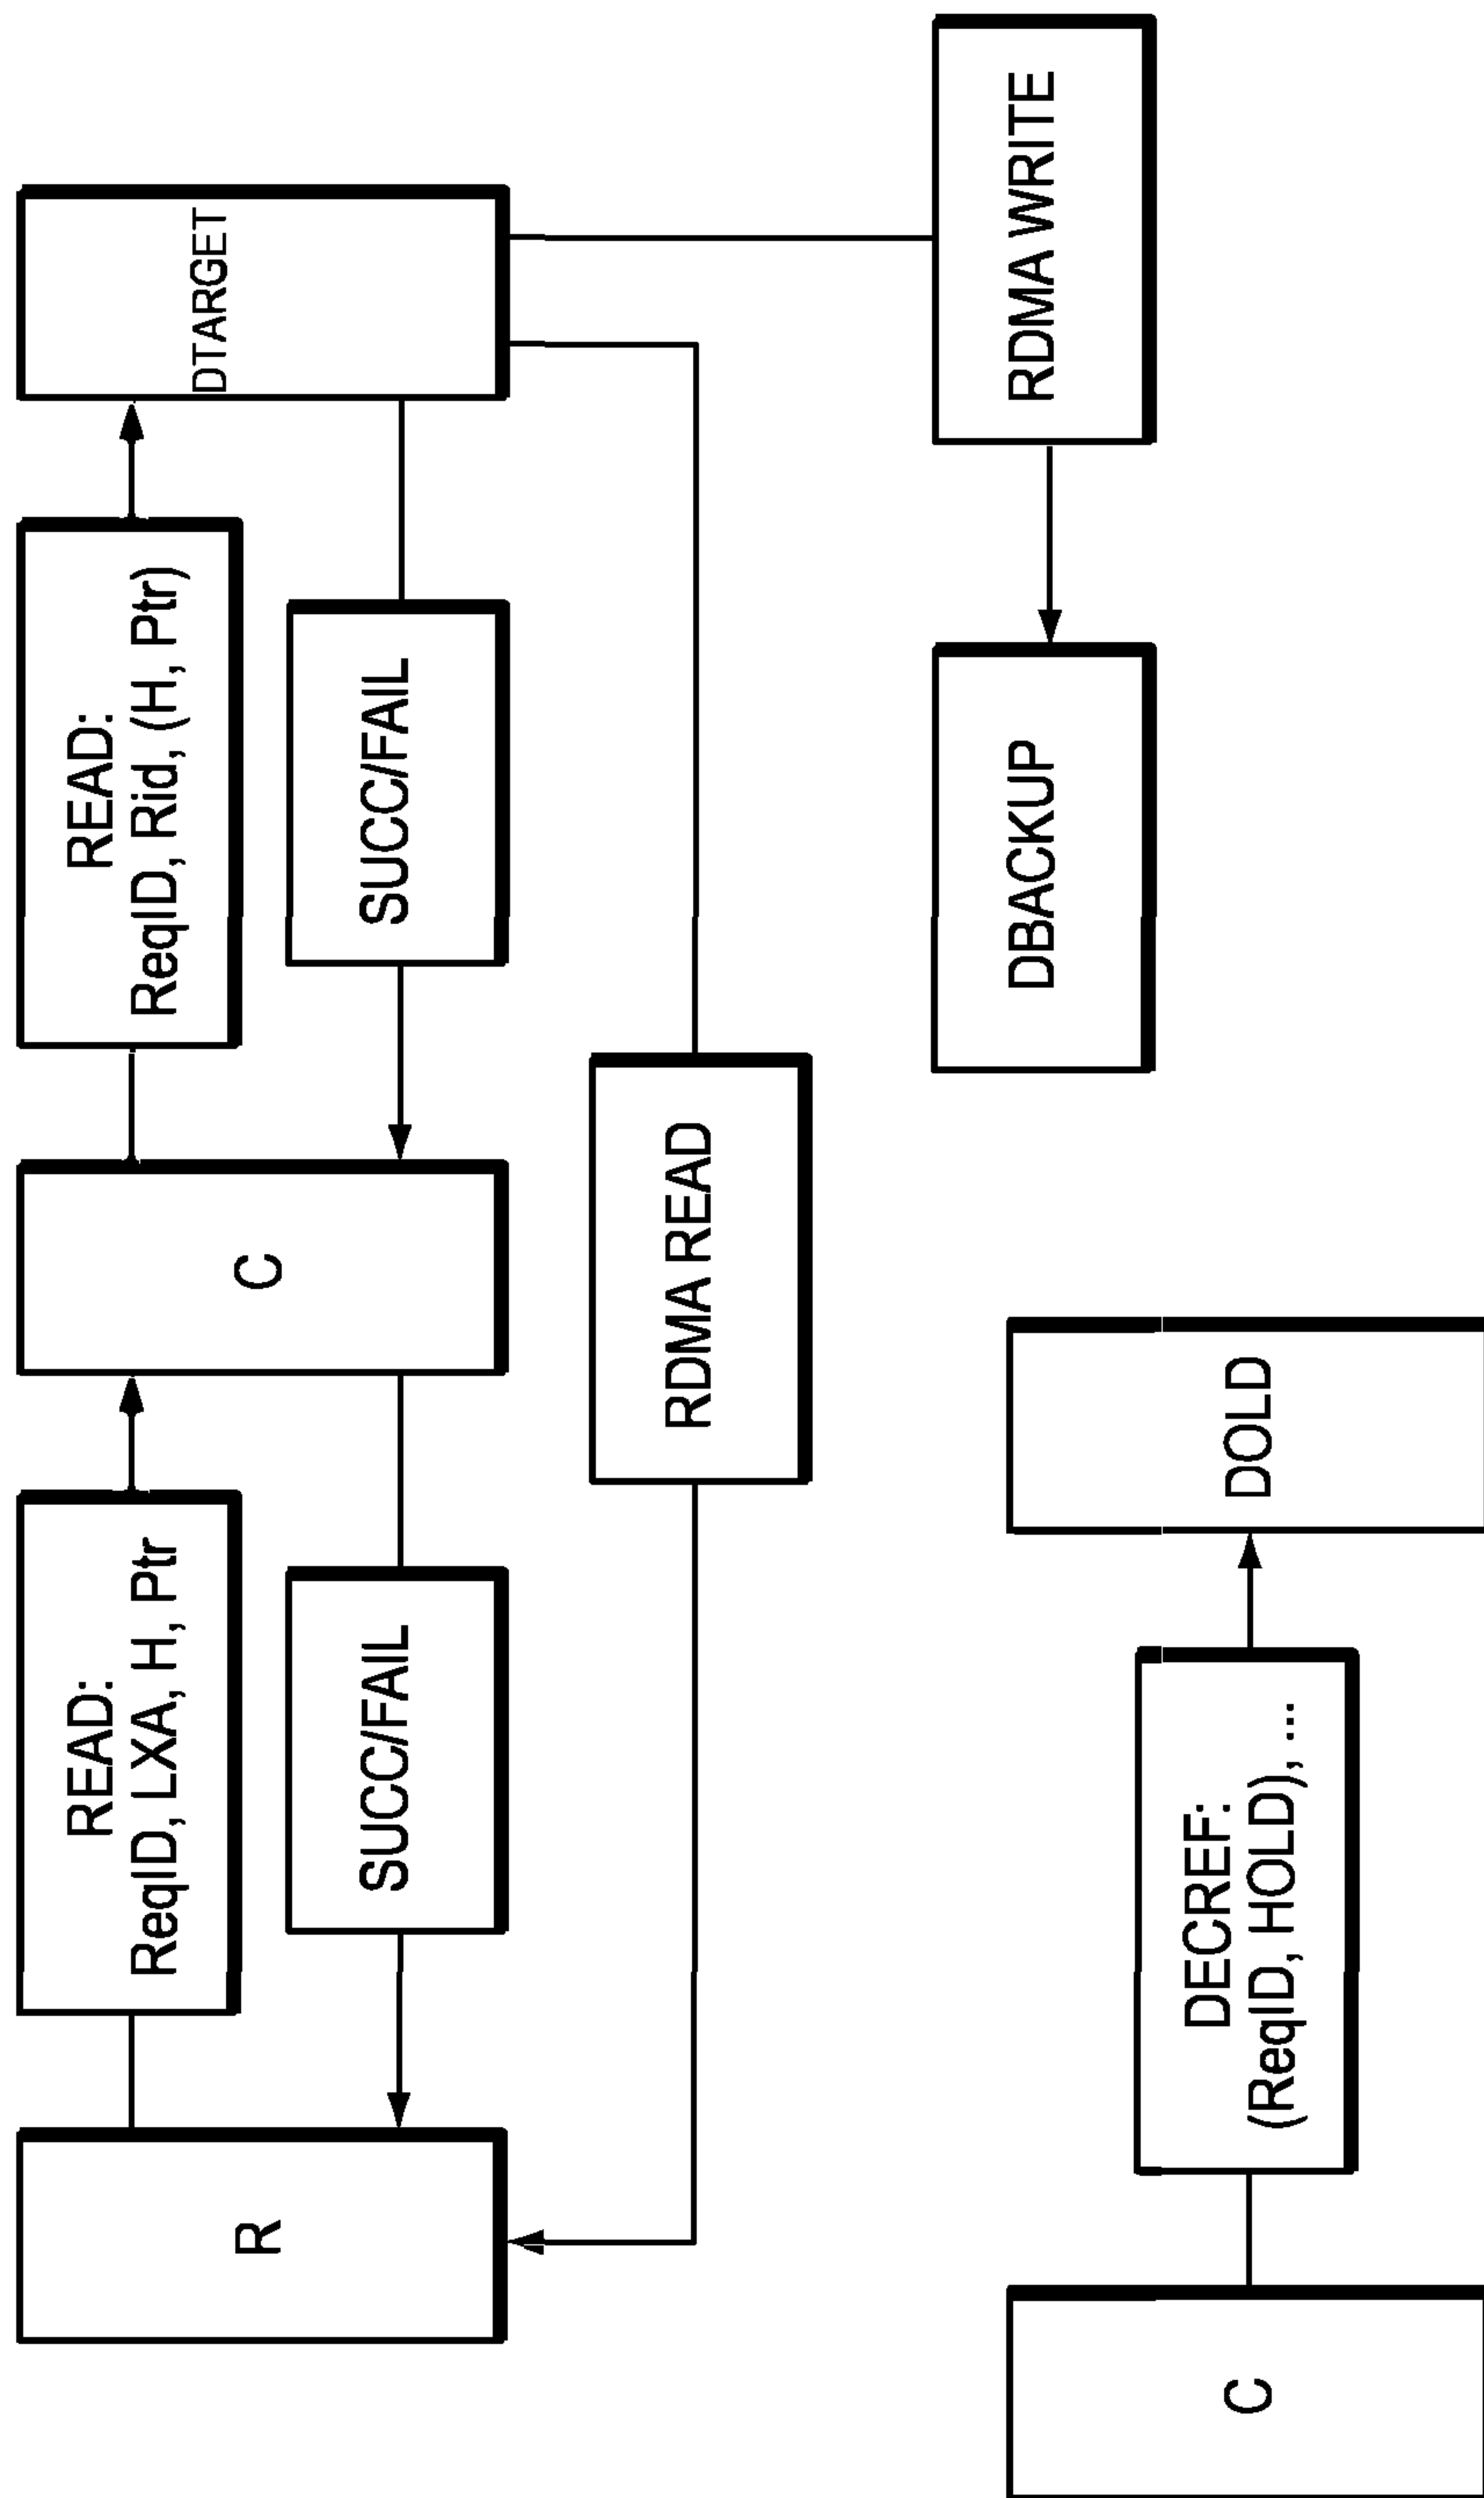 R
READ:
ReqID, LXA, H, Ptr
SUCC/FAIL
C
READ:
ReqID, Rid, (H, Ptr)
SUCC/FAIL
DTARGET
RDMA READ
DBACKUP
RDMA WRITE
C
DECREF:
(ReqID, HOLD), ...
DOLD